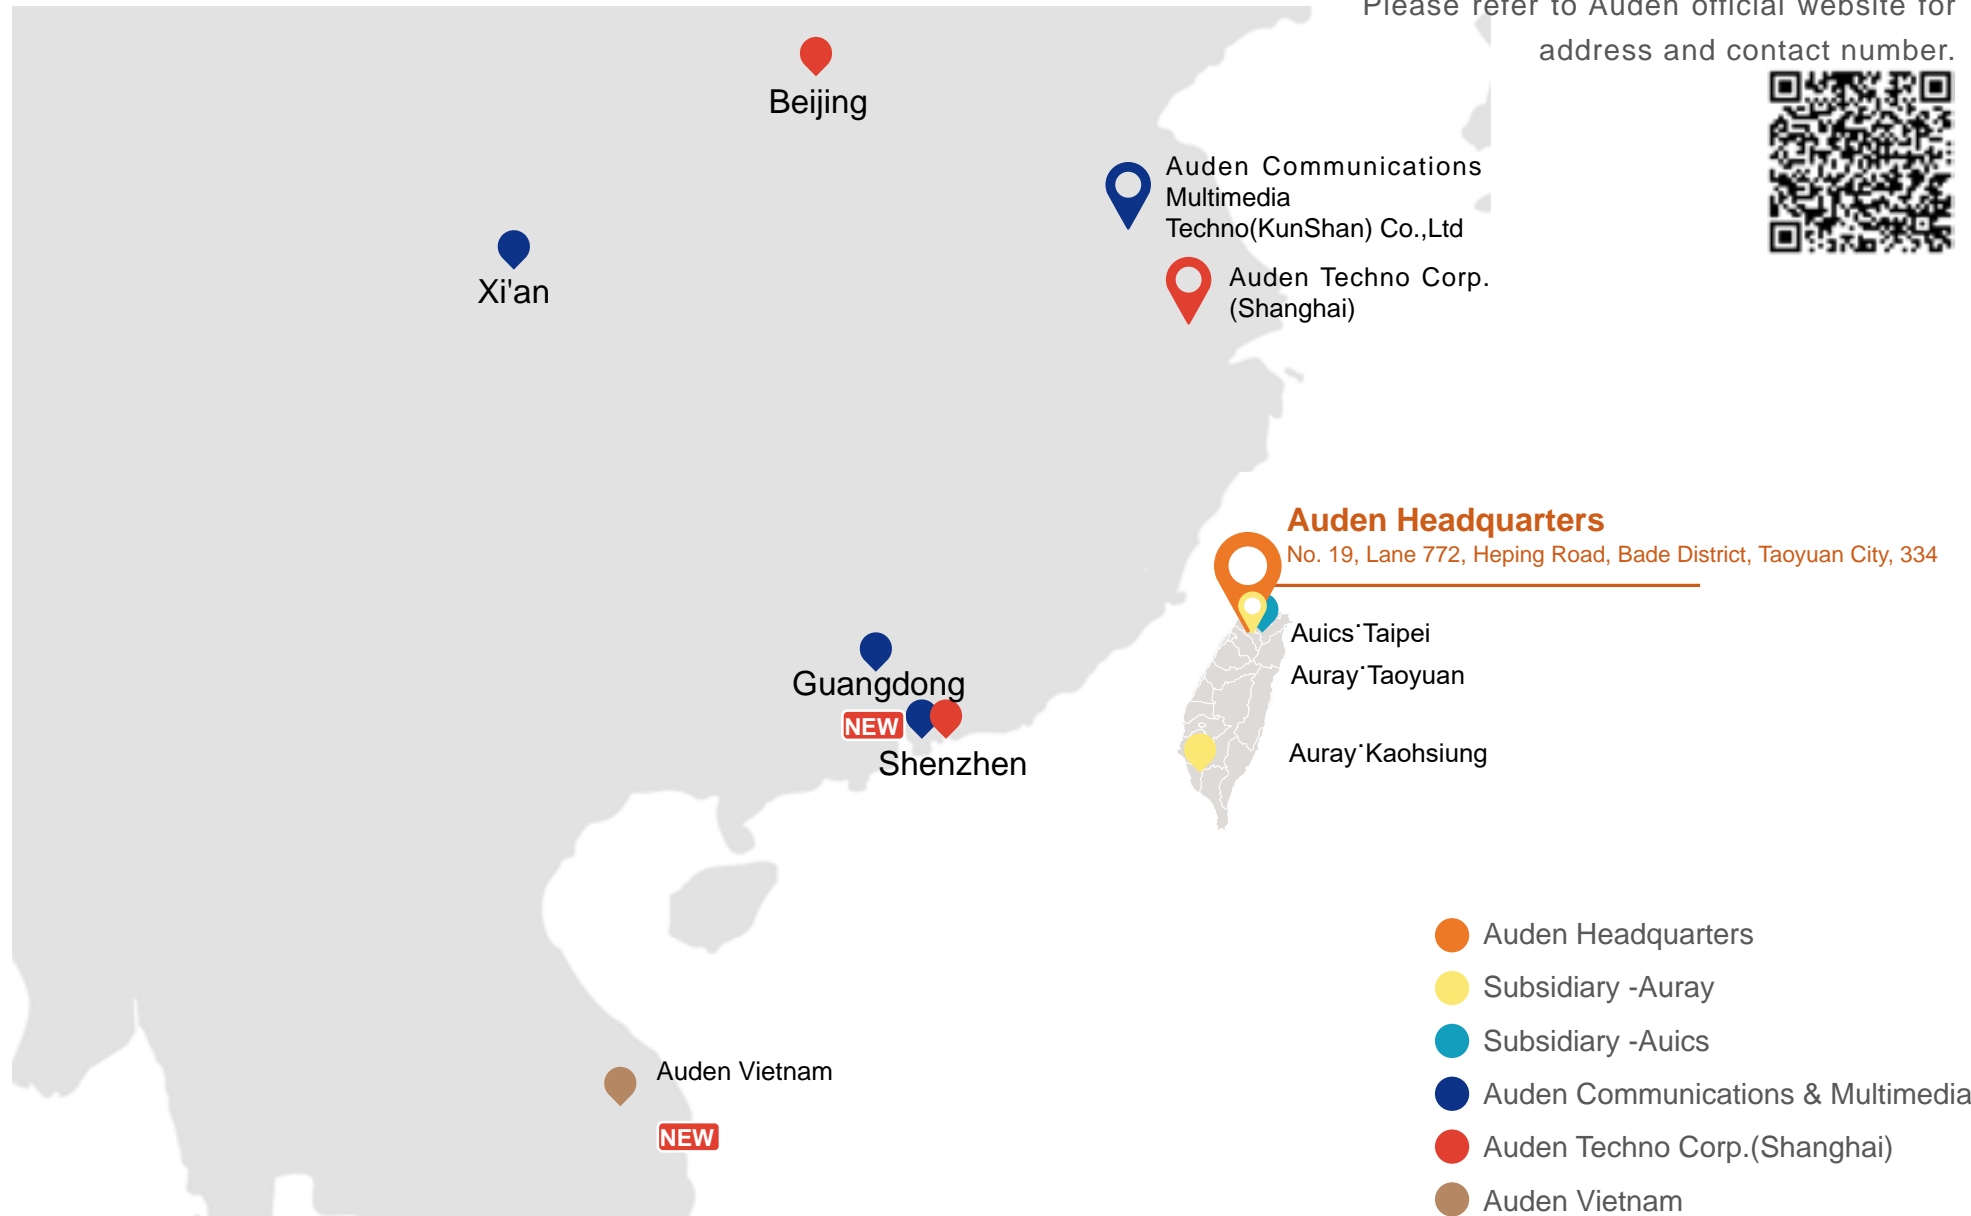 Please refer to Auden official website for
address and contact number.
Beijing
Auden Communications
Multimedia
Techno(KunShan) Co.,Ltd
Xi'an
Auden Techno Corp.
(Shanghai)
Auden Headquarters
No. 19, Lane 772, Heping Road, Bade District, Taoyuan City, 334
Auics˙Taipei
Auray˙Taoyuan
Guangdong
NEW
Shenzhen
Auray˙Kaohsiung
Auden Vietnam
NEW
Auden Headquarters
Subsidiary -Auray
Subsidiary -Auics
Auden Communications & Multimedia
Auden Techno Corp.(Shanghai)
Auden Vietnam